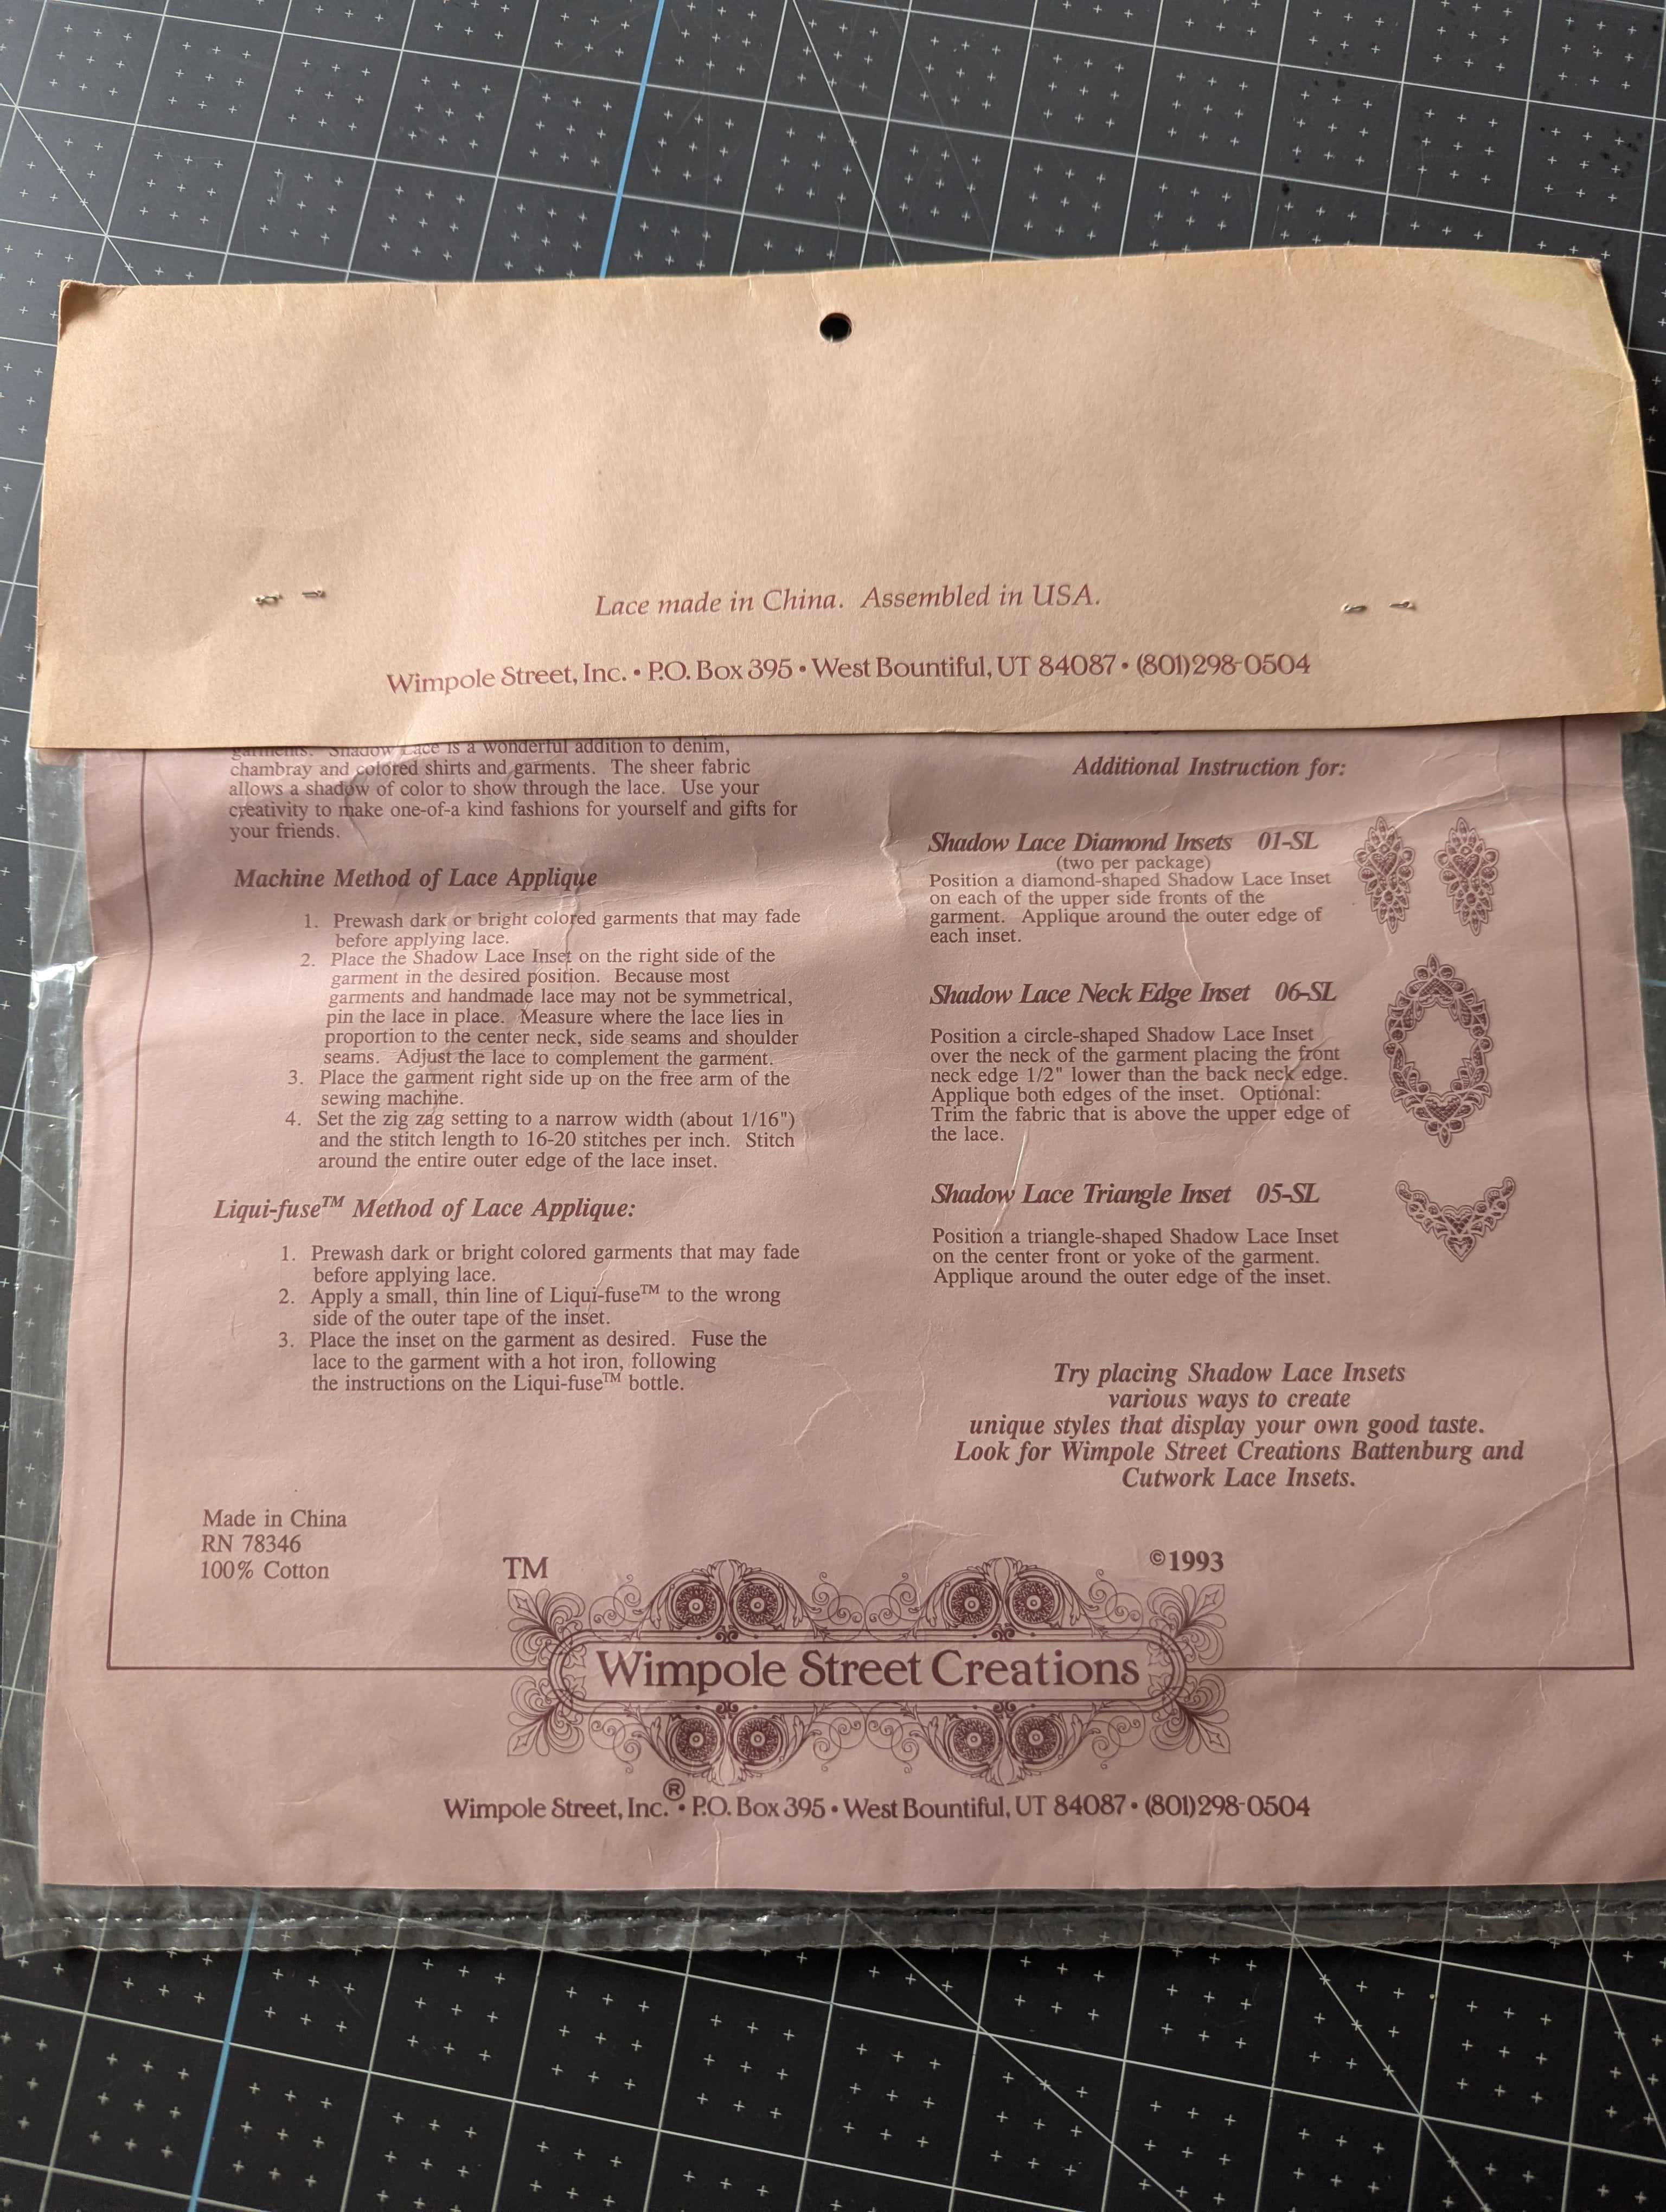 Lace made in China. Assembled in USA.
Wimpole Street, Inc. • P.O. Box 395 • West Bountiful, UT 84087 • (801)298-0504
garments. Shadow Lace is a wonderful addition to denim,
chambray and colored shirts and garments. The sheer fabric
allows a shadow of color to show through the lace. Use your
creativity to make one-of-a kind fashions for yourself and gifts for
your friends.
Machine Method of Lace Applique
1. Prewash dark or bright colored garments that may fade
before applying lace.
2. Place the Shadow Lace Inset on the right side of the
garment in the desired position. Because most
garments and handmade lace may not be symmetrical,
pin the lace in place. Measure where the lace lies in
proportion to the center neck, side seams and shoulder
seams. Adjust the lace to complement the garment.
3. Place the garment right side up on the free arm of the
sewing machine.
4. Set the zig zag setting to a narrow width (about 1/16")
and the stitch length to 16-20 stitches per inch. Stitch
around the entire outer edge of the lace inset.
Liqui-fuse™ Method of Lace Applique:
1. Prewash dark or bright colored garments that may fade
before applying lace.
2. Apply a small, thin line of Liqui-fuse™ to the wrong
side of the outer tape of the inset.
3. Place the inset on the garment as desired. Fuse the
lace to the garment with a hot iron, following
the instructions on the Liqui-fuse™ bottle.
Additional Instruction for:
Shadow Lace Diamond Insets 01-SL
(two per package)
Position a diamond-shaped Shadow Lace Inset
on each of the upper side fronts of the
garment. Applique around the outer edge of
each inset.
Shadow Lace Neck Edge Inset 06-SL
Position a circle-shaped Shadow Lace Inset
over the neck of the garment placing the front
neck edge 1/2" lower than the back neck edge.
Applique both edges of the inset. Optional:
Trim the fabric that is above the upper edge of
the lace.
Shadow Lace Triangle Inset 05-SL
Position a triangle-shaped Shadow Lace Inset
on the center front or yoke of the garment.
Applique around the outer edge of the inset.
Try placing Shadow Lace Insets
various ways to create
unique styles that display your own good taste.
Look for Wimpole Street Creations Battenburg and
Cutwork Lace Insets.
Made in China
RN 78346
100% Cotton
TM
©1993
Wimpole Street Creations
Wimpole Street, Inc.® • P.O. Box 395 • West Bountiful, UT 84087 • (801)298-0504